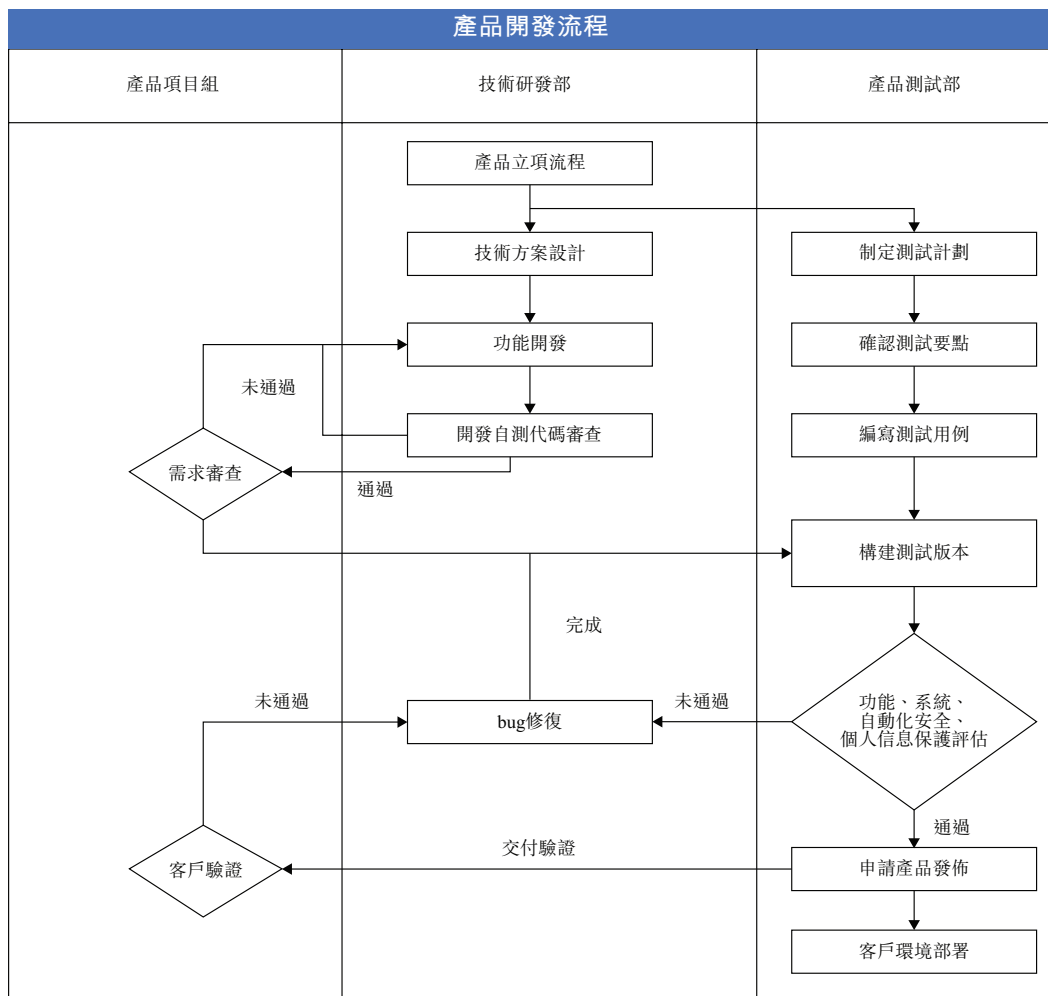 產品開發流程
產品項目組
技術研發部
產品測試部
產品立項流程
技術方案設計
制定測試計劃
功能開發
確認測試要點
未通過
開發自測代碼審查
編寫測試用例
需求審查
通過
構建測試版本
完成
未通過
bug修復
未通過
功能、系統、
自動化安全、
個人信息保護評估
通過
客戶驗證
交付驗證
申請產品發佈
客戶環境部署